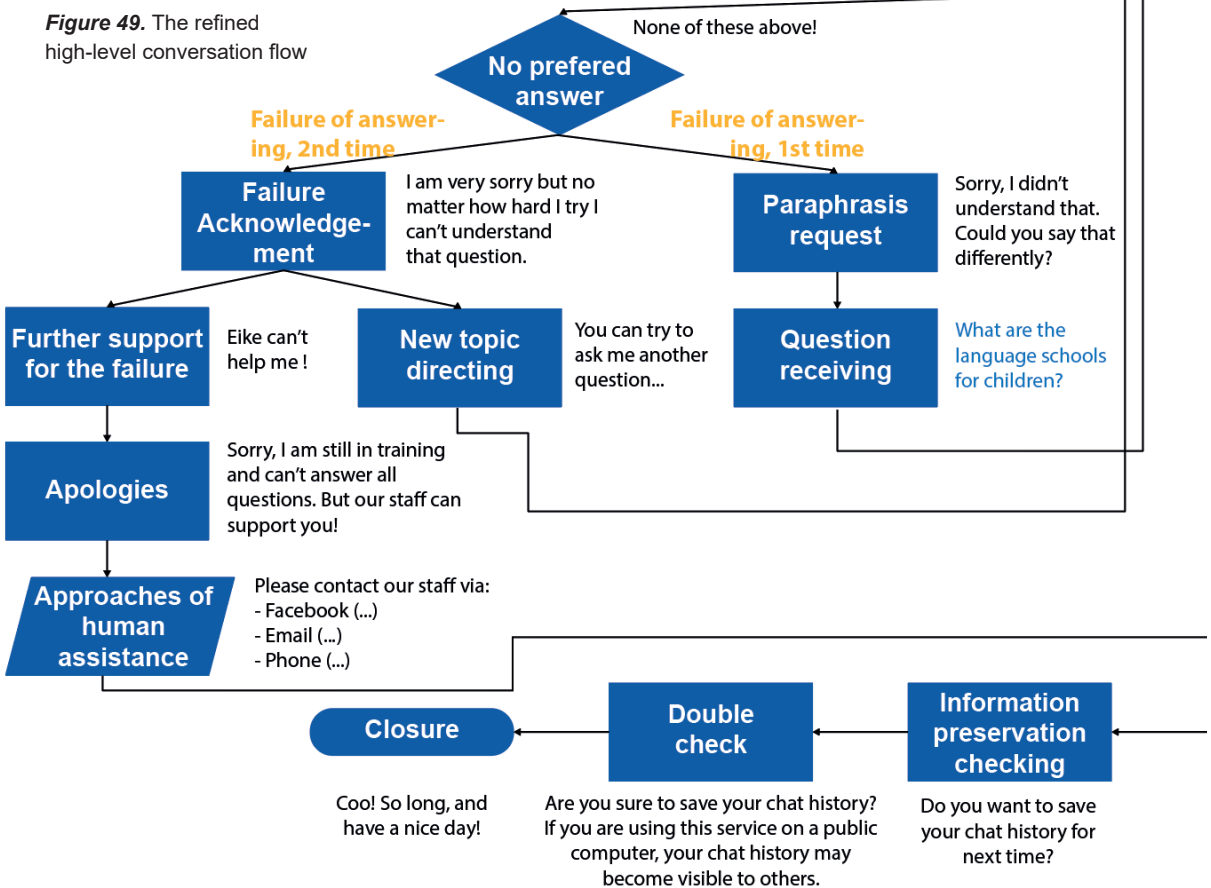 Figure 49. The refined
high-level conversation flow
None of these above!
No prefered
answer
Failure of answer-
ing, 2nd time
Failure of answer-
ing, 1st time
Failure
Acknowledge-
ment
I am very sorry but no
matter how hard I try I
can't understand
that question.
Paraphrasis
request
Sorry, I didn't
understand that.
Could you say that
differently?
Further support
for the failure
Eike can't
help me !
New topic
directing
You can try to
ask me another
question...
Question
receiving
What are the
language schools
for children?
Apologies
Sorry, I am still in training
and can't answer all
questions. But our staff can
support you!
Approaches of
human
assistance
Please contact our staff via:
- Facebook (...)
- Email (...)
- Phone (...)
Closure
Coo! So long, and
have a nice day!
Double
check
Are you sure to save your chat history?
If you are using this service on a public
computer, your chat history may
become visible to others.
Information
preservation
checking
Do you want to save
your chat history for
next time?